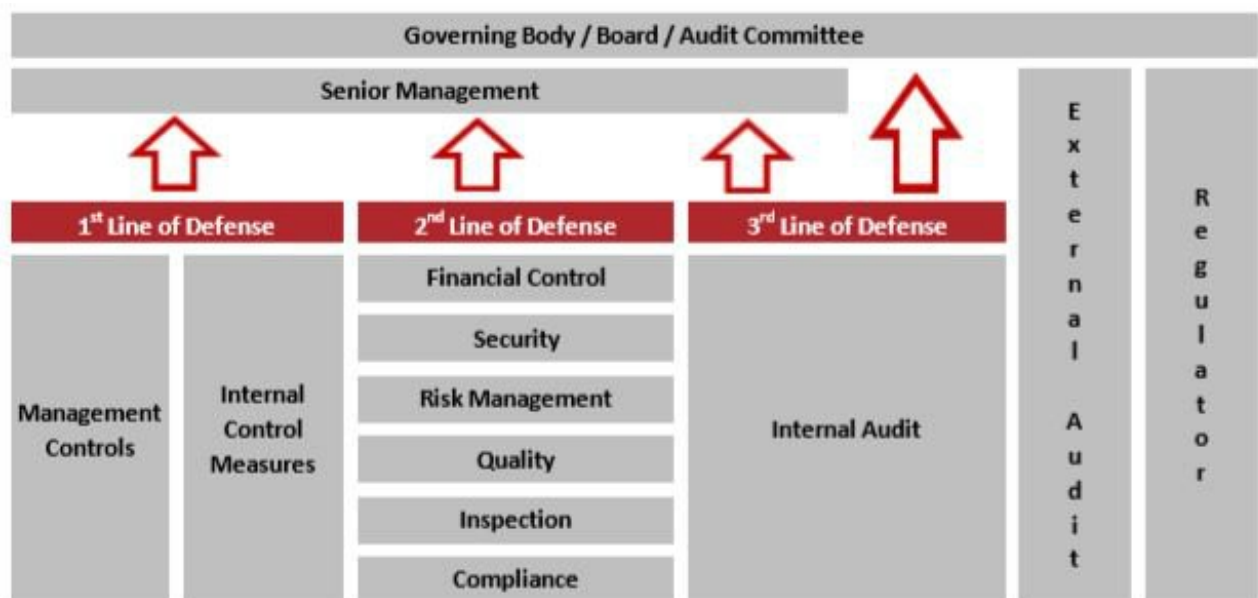 Governing Body / Board / Audit Committee
Senior Management
1st Line of Defense
2nd Line of Defense
3rd Line of Defense
Management
Controls
Internal
Control
Measures
Financial Control
Security
Risk Management
Quality
Inspection
Compliance
Internal Audit
External Audit
Regulator